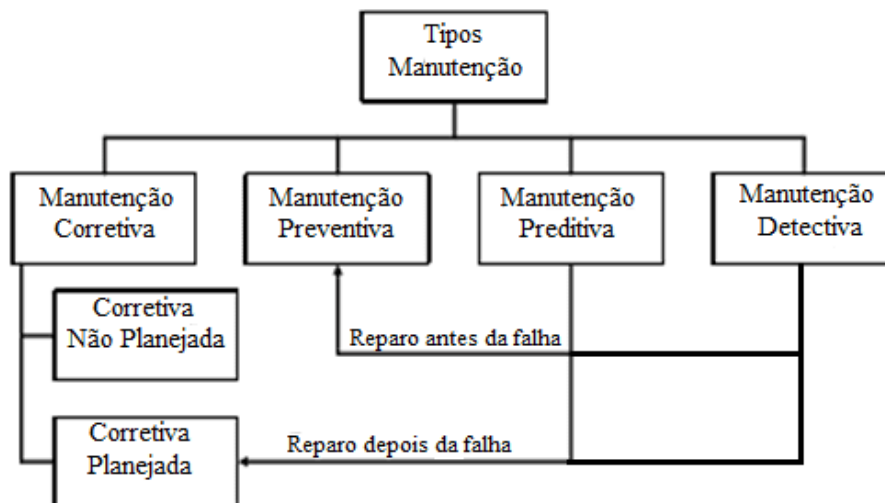 Tipos
Manutenção
Manutenção
Corretiva
Manutenção
Preventiva
Manutenção
Preditiva
Manutenção
Detectiva
Corretiva
Não Planejada
Reparo antes da falha
Corretiva
Planejada
Reparo depois da falha